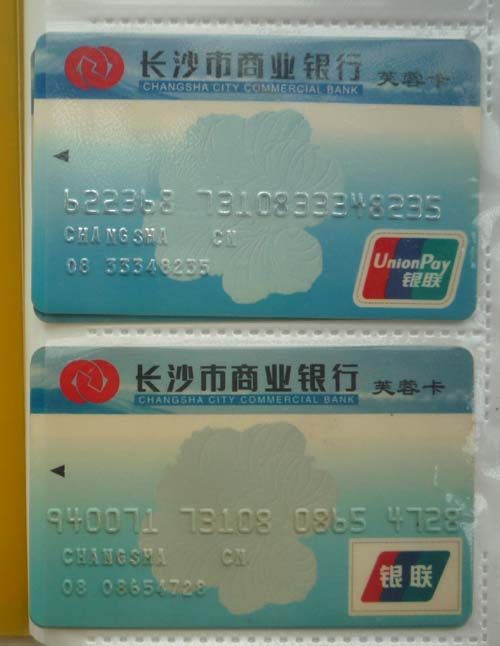 长沙市商业银行 芙蓉卡
CHANGSHA CITY COMMERCIAL BANK
622368 7310833348235
CHANGSHA CN
08 33348235
UnionPay
银联
长沙市商业银行 芙蓉卡
CHANGSHA CITY COMMERCIAL BANK
940071 73108 0865 4728
CHANGSHA CN
08 08654728
银联